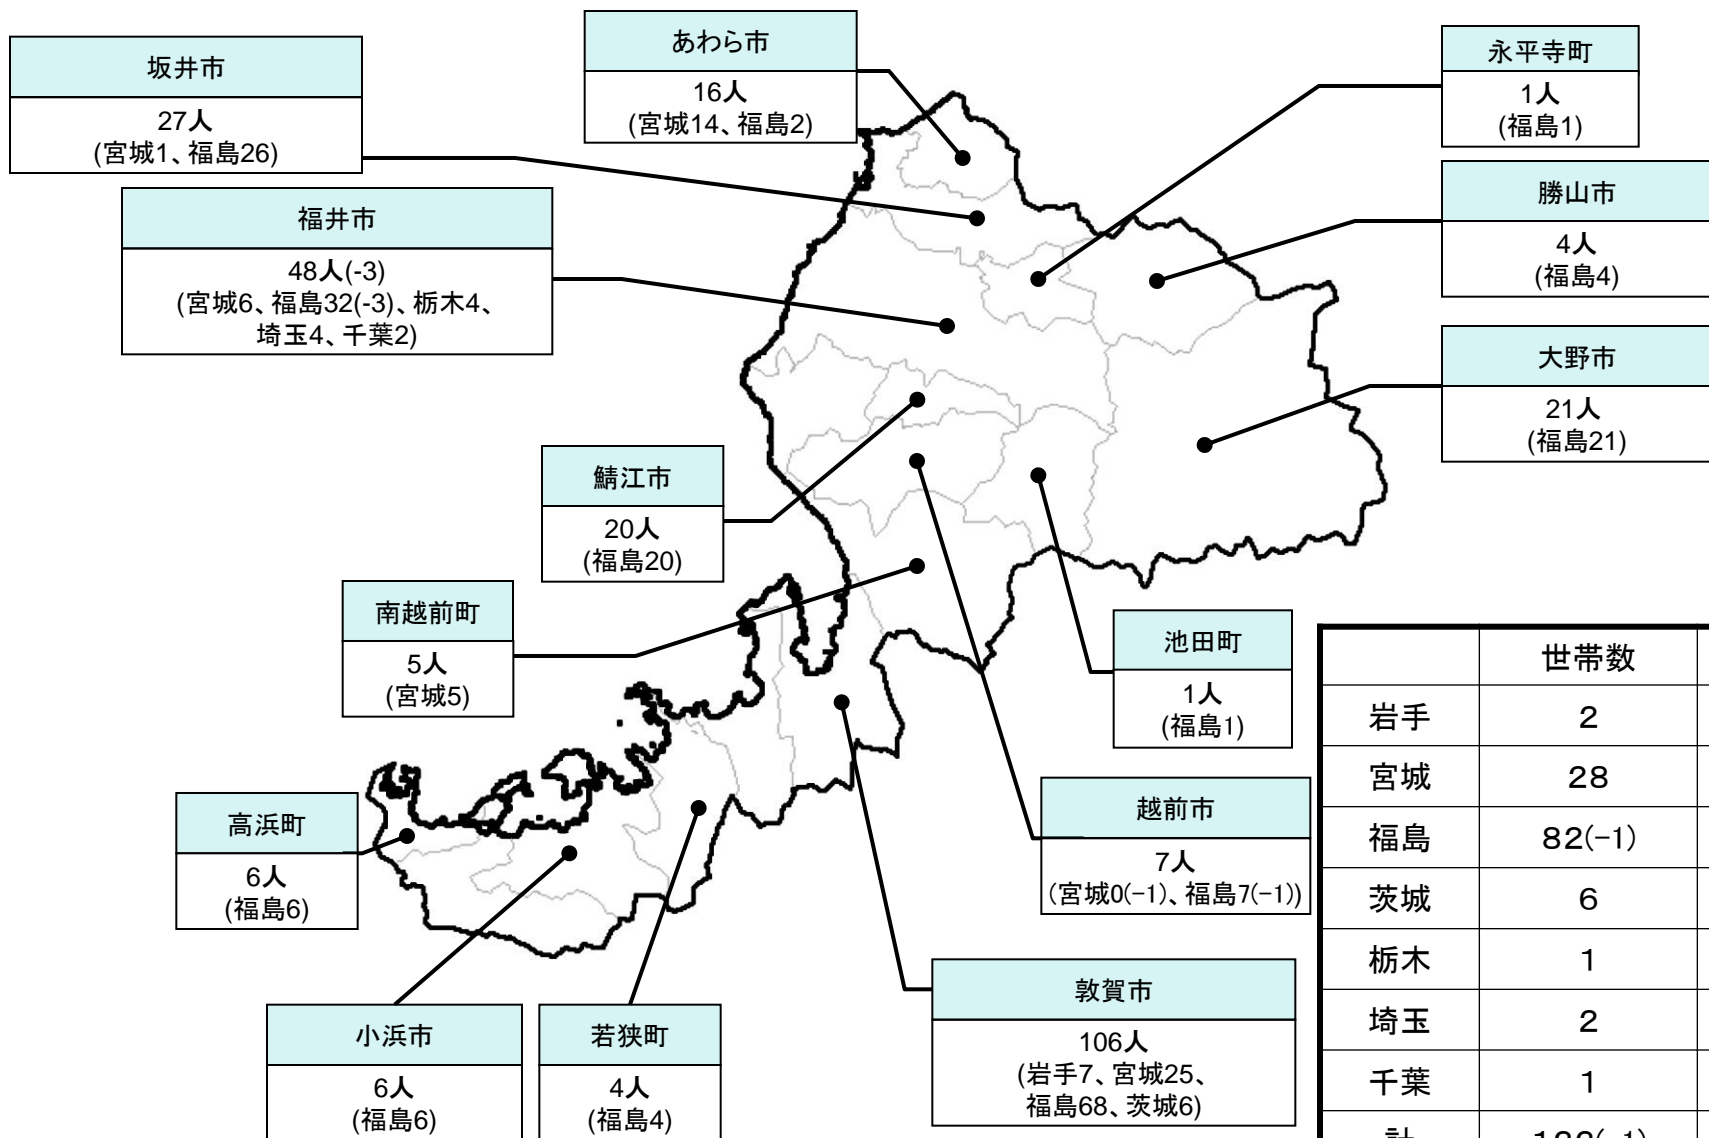 坂井市
27人
(宮城1、福島26)
あわら市
16人
(宮城14、福島2)
永平寺町
1人
(福島1)
勝山市
4人
(福島4)
福井市
48人(-3)
(宮城6、福島32(-3)、栃木4、
埼玉4、千葉2)
大野市
21人
(福島21)
鯖江市
20人
(福島20)
南越前町
5人
(宮城5)
池田町
1人
(福島1)
越前市
7人
(宮城0(-1)、福島7(-1))
高浜町
6人
(福島6)
小浜市
6人
(福島6)
若狭町
4人
(福島4)
敦賀市
106人
(岩手7、宮城25、
福島68、茨城6)
世帯数
岩手 2
宮城 28
福島 82(-1)
茨城 6
栃木 1
埼玉 2
千葉 1
計 122(-1)